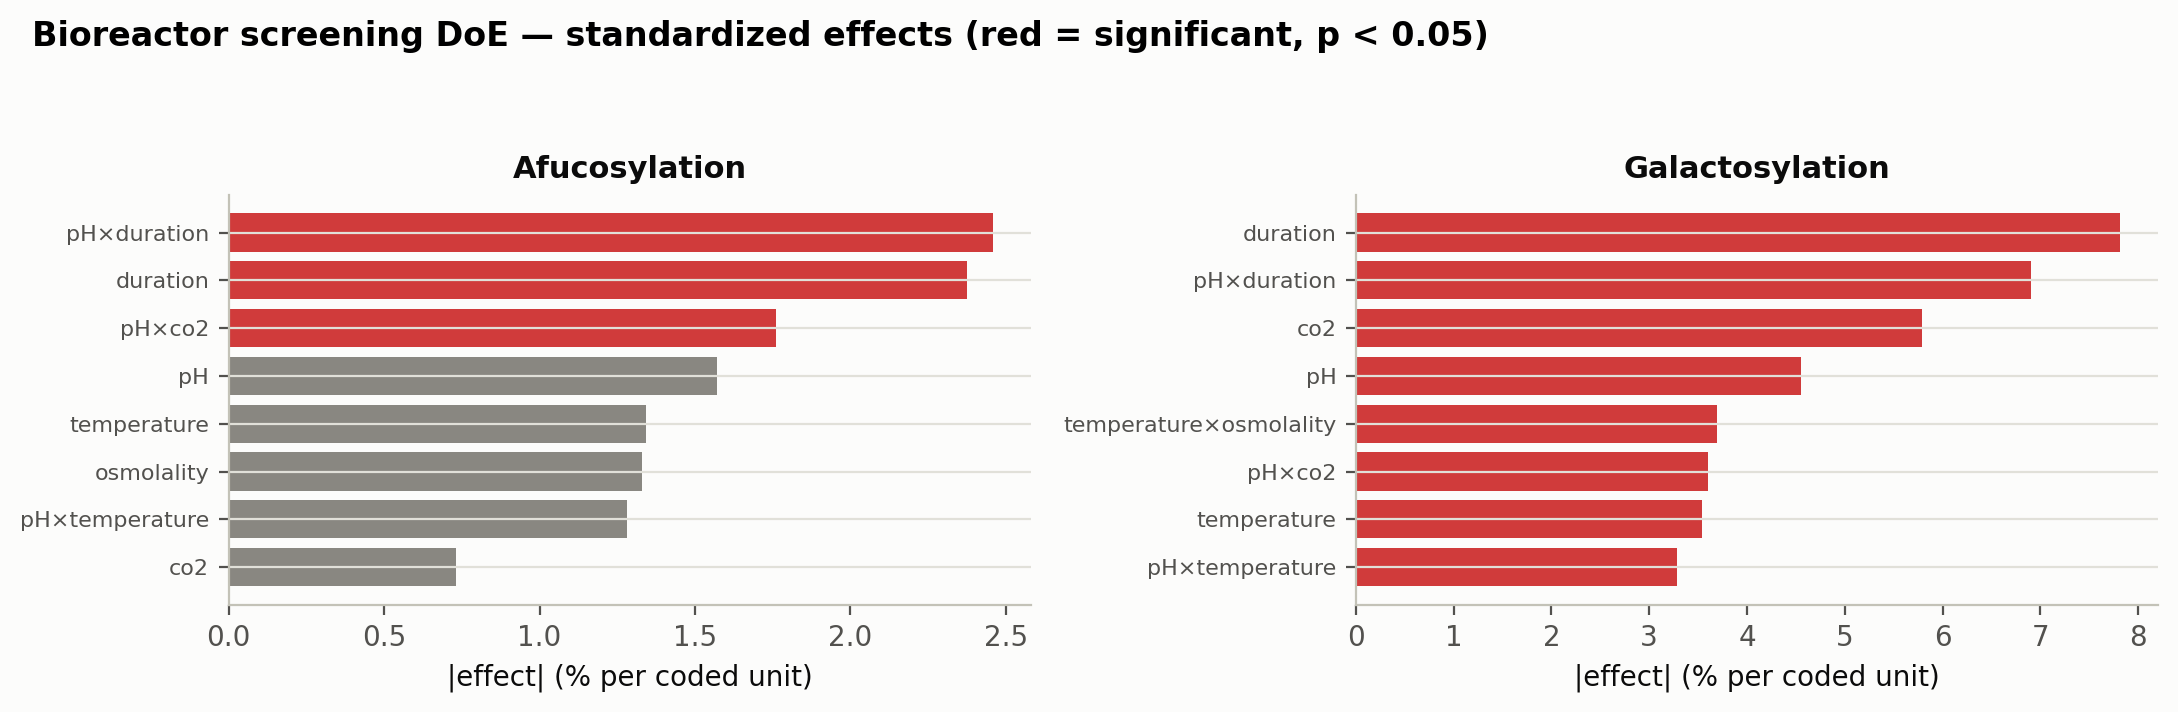 Bioreactor screening DoE — standardized effects (red = significant, p < 0.05)
Afucosylation
pH×duration
duration
pH×co2
pH
temperature
osmolality
pH×temperature
co2
0.0 0.5 1.0 1.5 2.0 2.5
|effect| (% per coded unit)
Galactosylation
duration
pH×duration
co2
pH
temperature×osmolality
pH×co2
temperature
pH×temperature
0 1 2 3 4 5 6 7 8
|effect| (% per coded unit)